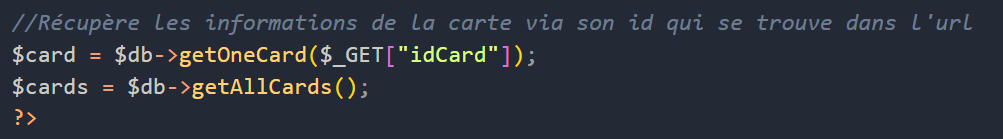 //Récupère les informations de la carte via son id qui se trouve dans l'url
$card = $db->getOneCard($_GET["idCard"]);
$cards = $db->getAllCards();
?>